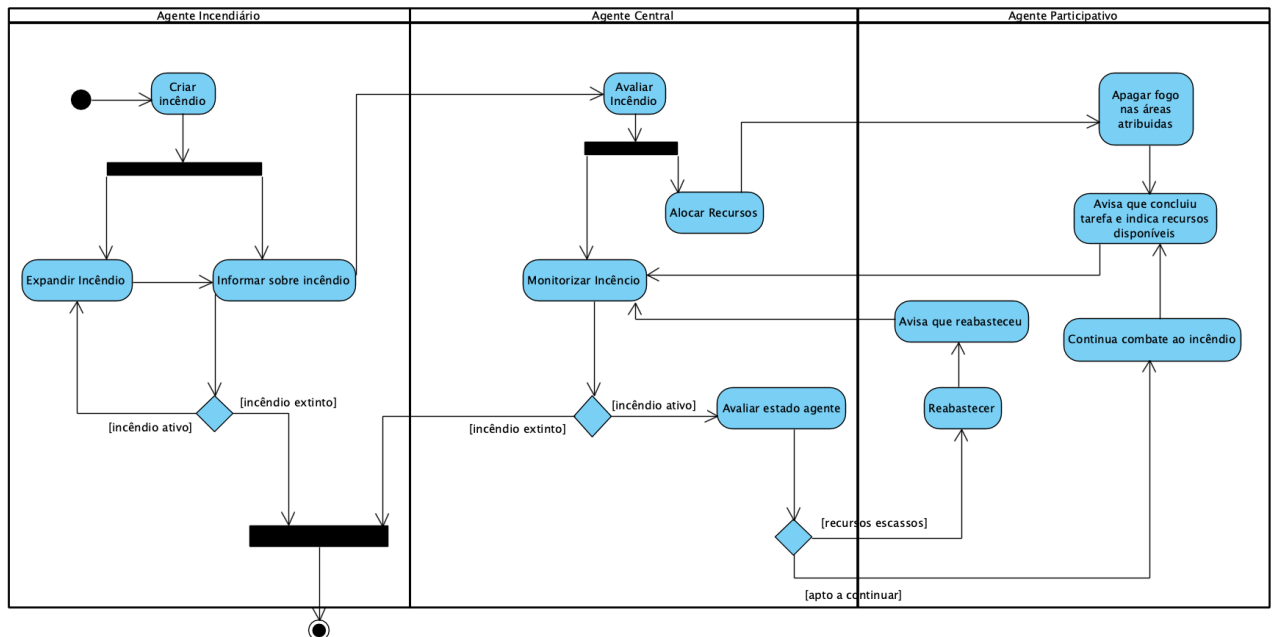 Agente Incendiário
Agente Central
Agente Participativo
Criar
incêndio
Avaliar
Incêndio
Apagar fogo
nas áreas
atribuidas
Alocar Recursos
Avisa que concluiu
tarefa e indica recursos
disponíveis
Expandir Incêndio
Informar sobre incêndio
Monitorizar Incêncio
Avisa que reabasteceu
Continua combate ao incêndio
[incêndio extinto]
[incêndio ativo]
[incêndio ativo]
[incêndio extinto]
Avaliar estado agente
Reabastecer
[recursos escassos]
[apto a continuar]